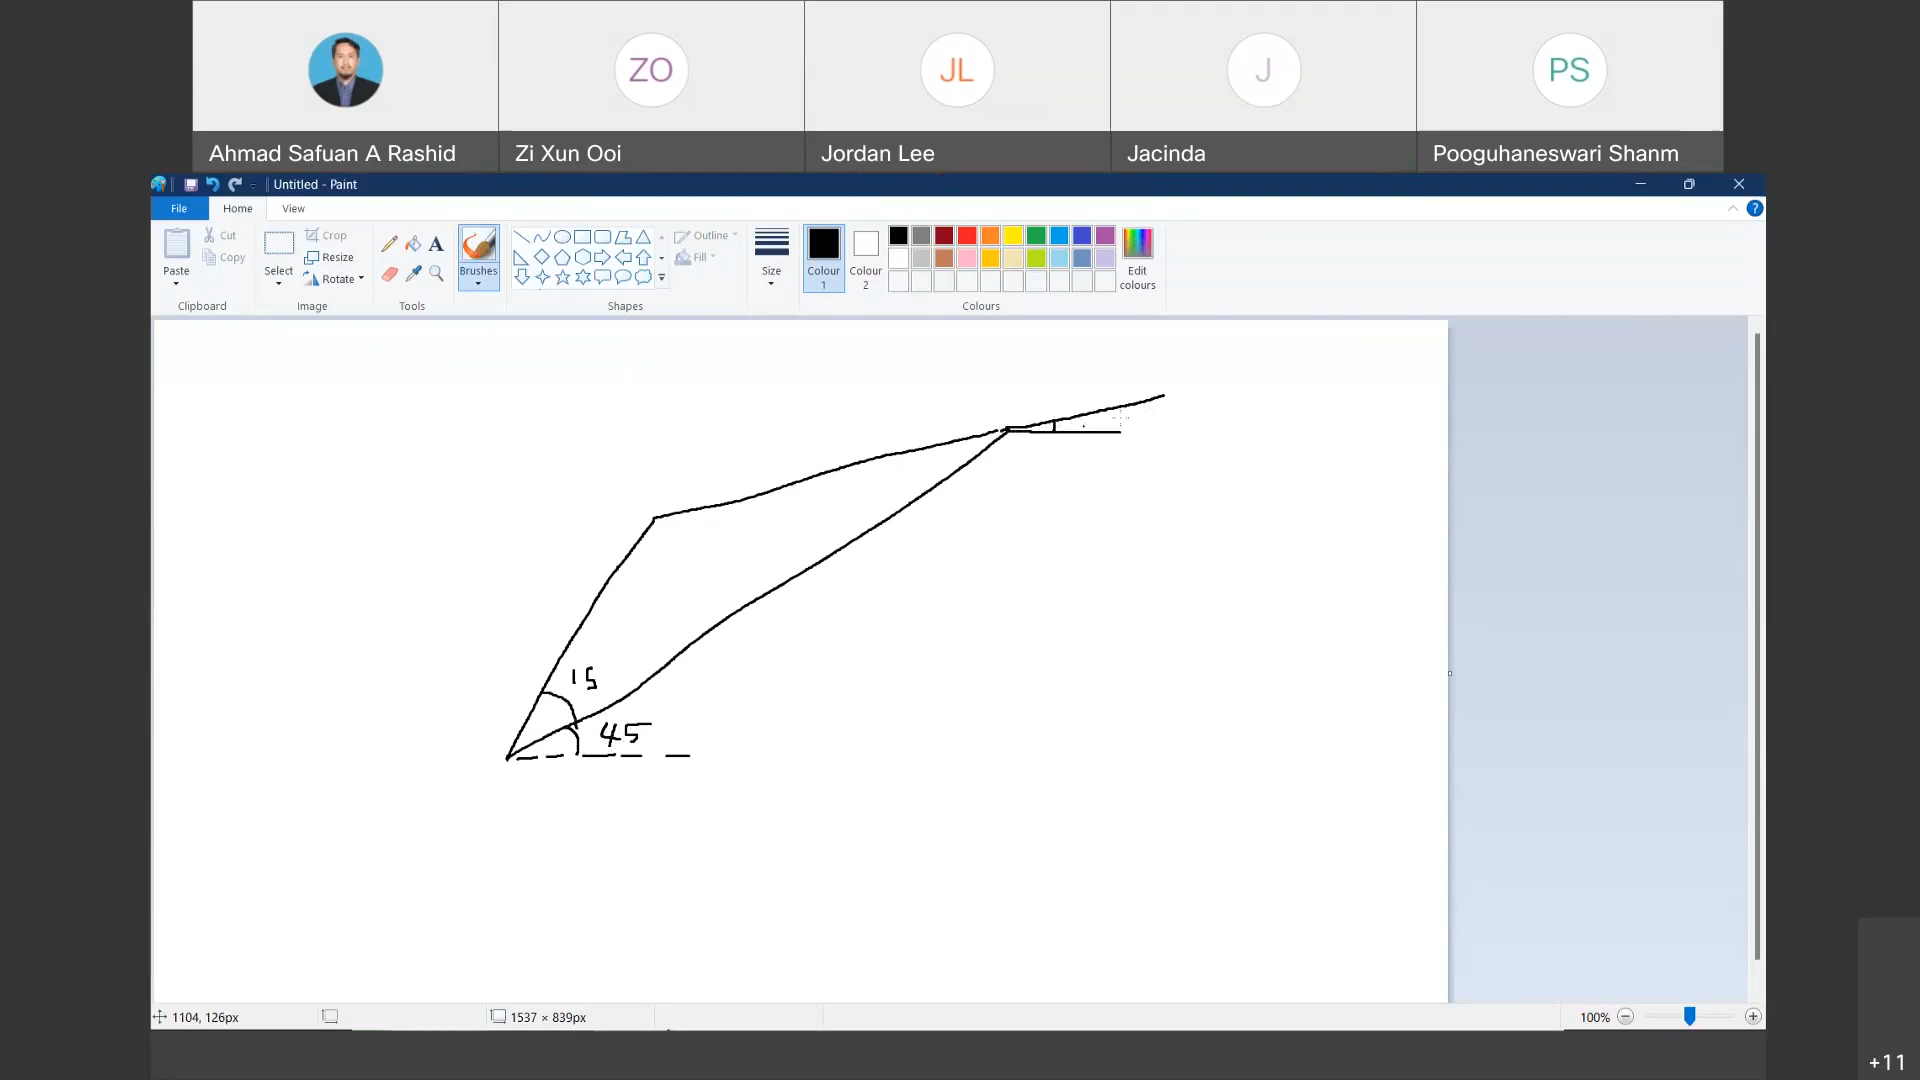 ZO
JL
J
PS
Ahmad Safuan A Rashid
Zi Xun Ooi
Jordan Lee
Jacinda
Pooguhaneswari Shanm
Untitled - Paint
File
Home
View
Paste
Cut
Copy
Clipboard
Select
Crop
Resize
Rotate
Image
A
Tools
Brushes
Shapes
Outline
Fill
Size
Colour
1
Colour
2
Edit
colours
Colours
?
15
45
1104, 126px
1537 × 839px
100%
+11